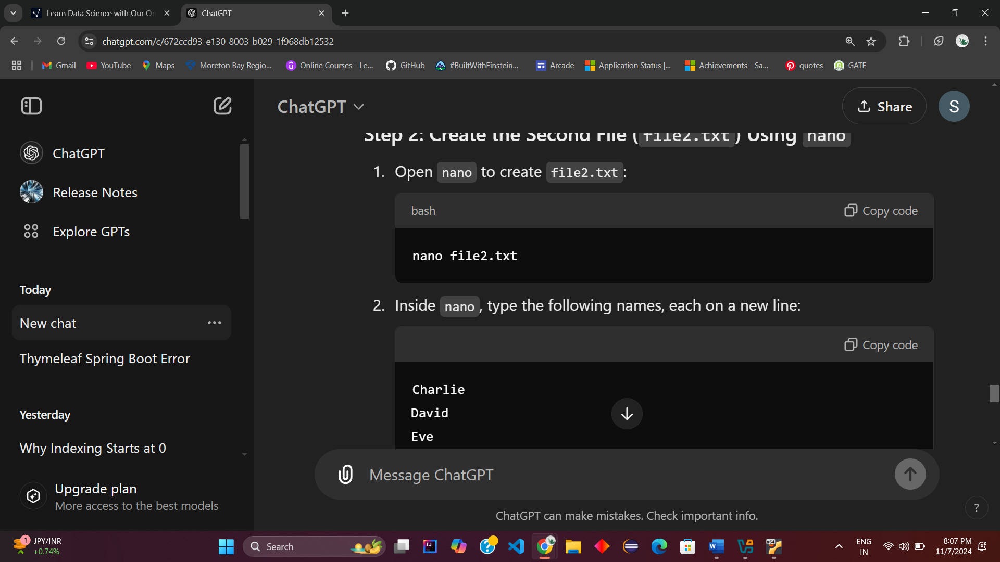 Learn Data Science with Our On
ChatGPT
chatgpt.com/c/672ccd93-e130-8003-b029-1f968db12532
Gmail
YouTube
Maps
Moreton Bay Regio...
Online Courses - Le...
GitHub
#BuiltWithEinstein...
Arcade
Application Status |...
Achievements - Sa...
quotes
GATE
ChatGPT
Release Notes
Explore GPTs
Today
New chat
Thymeleaf Spring Boot Error
Yesterday
Why Indexing Starts at 0
Upgrade plan
More access to the best models
ChatGPT
Share
S
Step 2: Create the Second File (file2.txt) Using nano
1. Open nano to create file2.txt:
bash
Copy code
nano file2.txt
2. Inside nano, type the following names, each on a new line:
Copy code
Charlie
David
Eve
Message ChatGPT
ChatGPT can make mistakes. Check important info.
?
1
JPY/INR
+0.74%
Search
ENG
IN
8:07 PM
11/7/2024